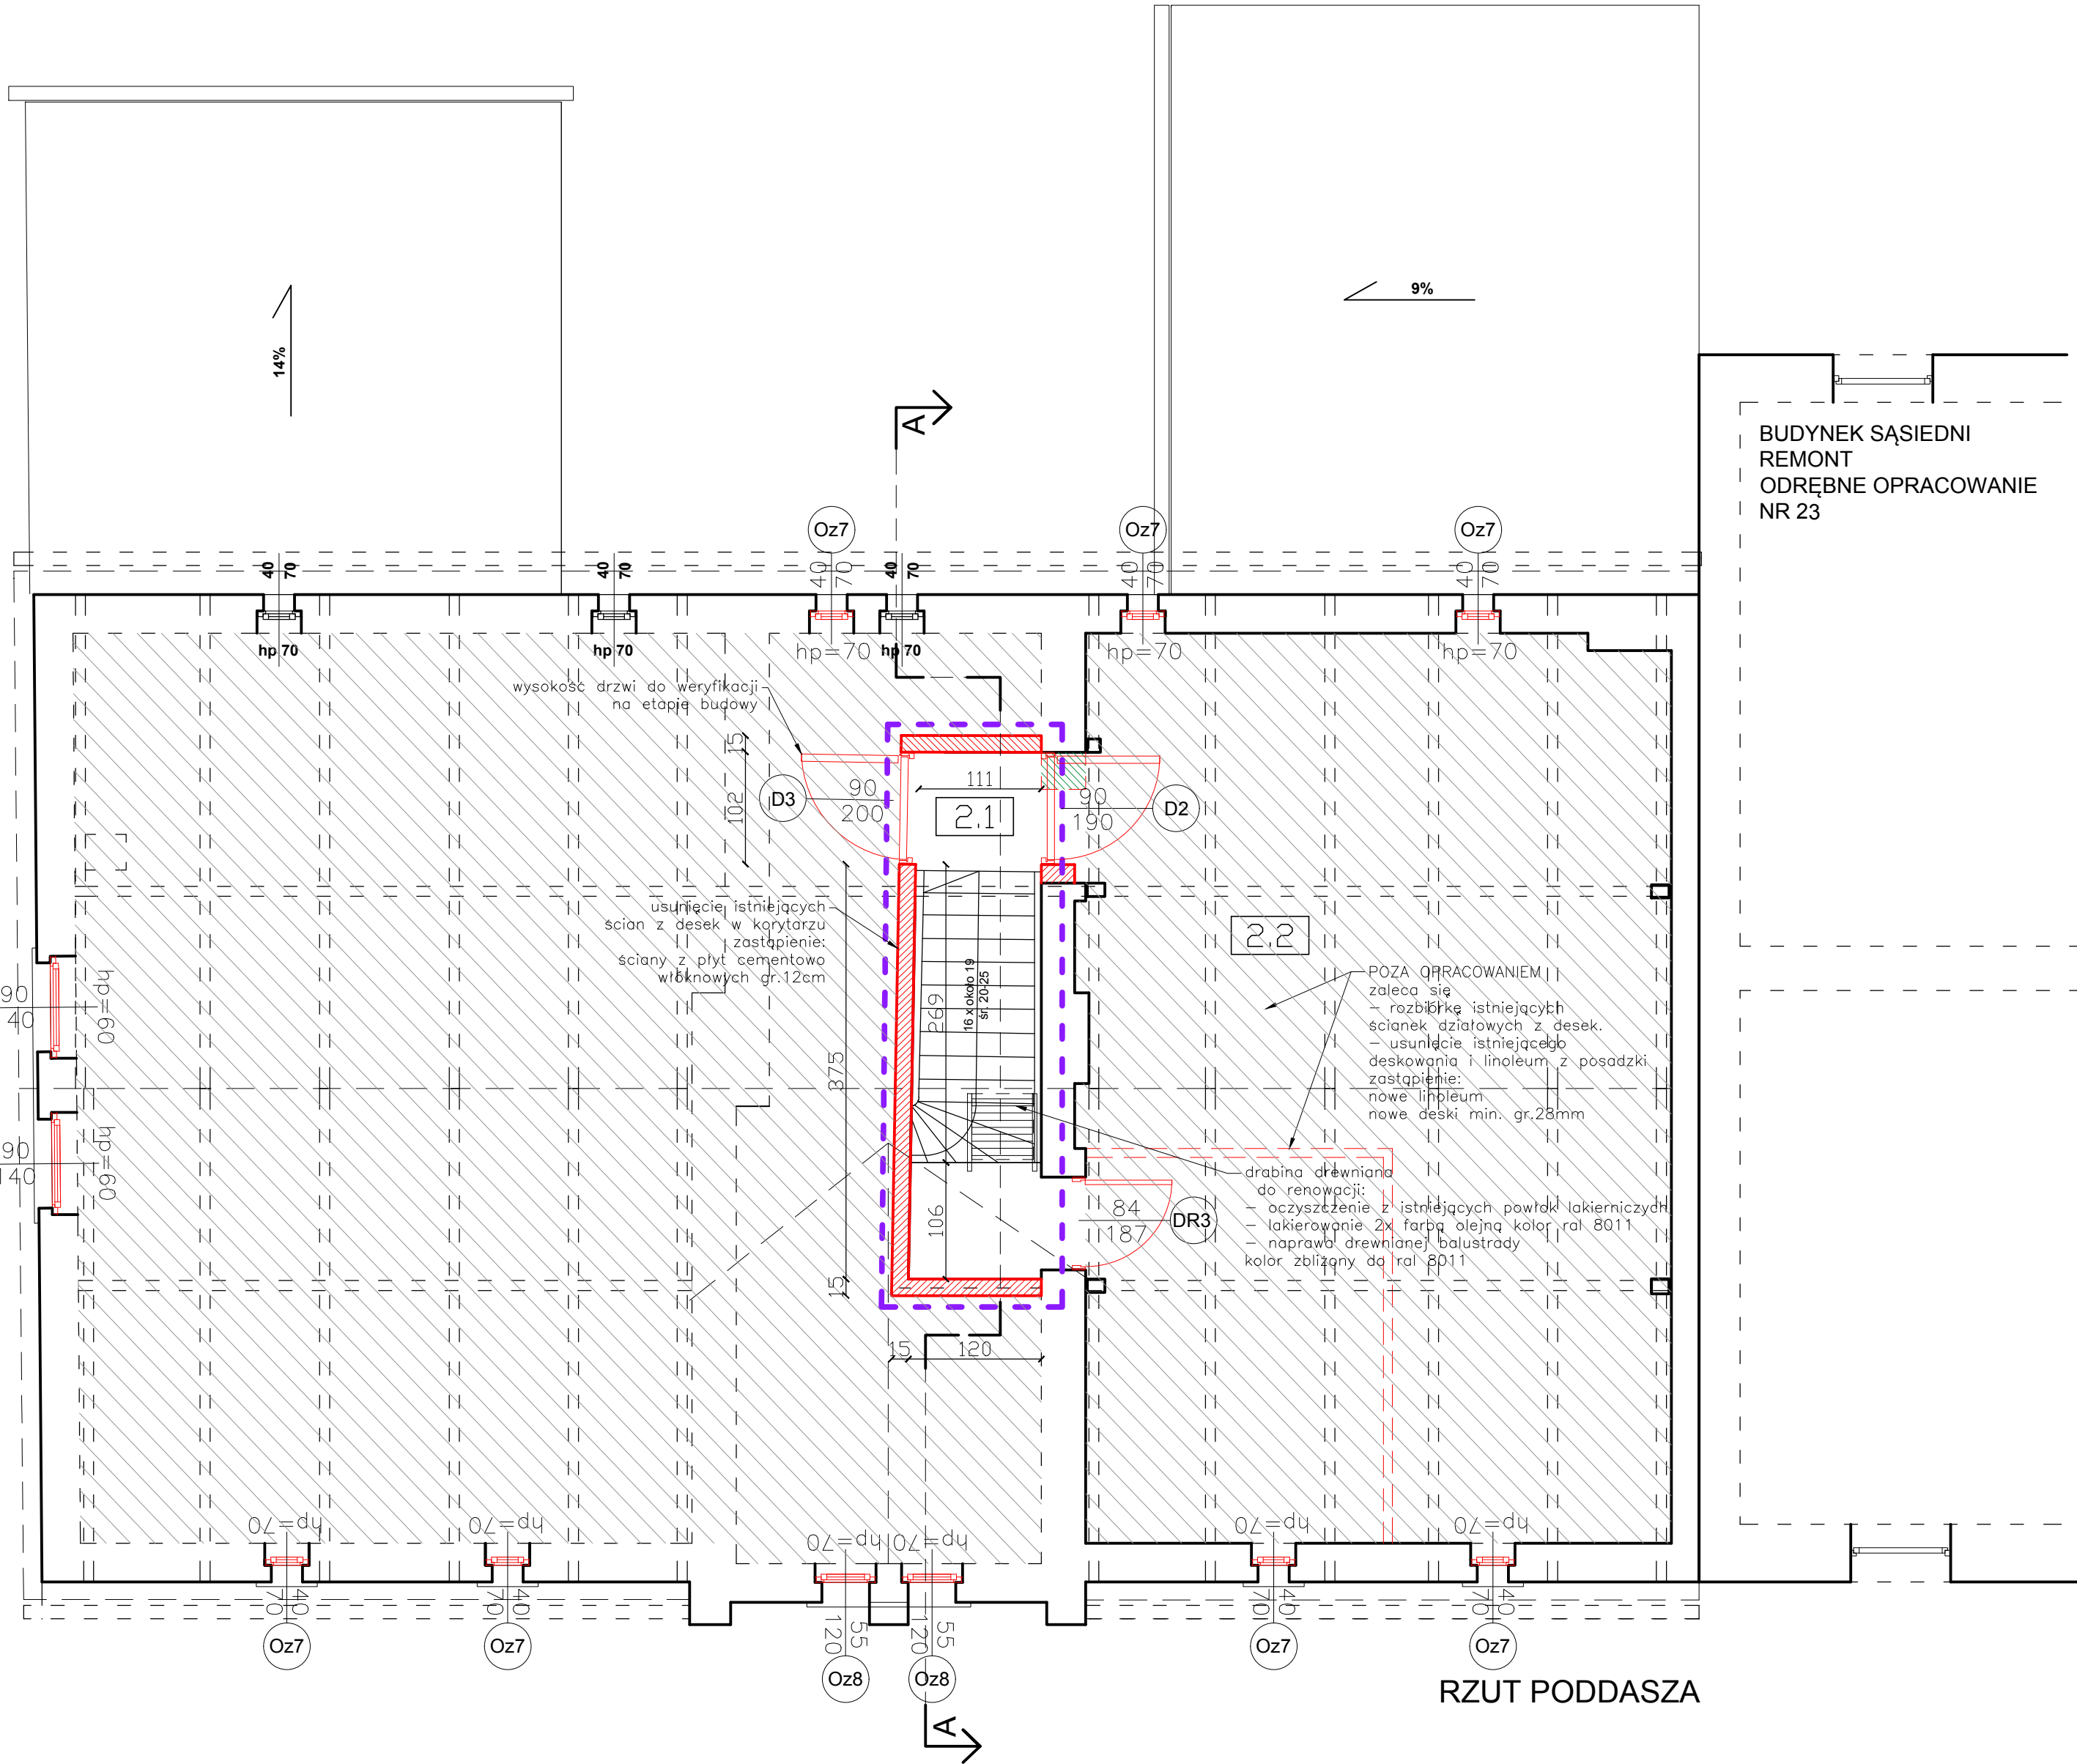 14%
9%
A
BUDYNEK SĄSIEDNI
REMONT
ODRĘBNE OPRACOWANIE
NR 23
Oz7
Oz7
Oz7
40 70
40 70
40 70
40 70
40 70
40 70
hp 70
hp 70
hp=70
hp 70
hp=70
hp=70
wysokość drzwi do weryfikacji
na etapie budowy
15
102
D3
90
200
111
2.1
90
190
D2
usunięcie istniejących
ścian z desek w korytarzu
zastąpienie:
ściany z płyt cementowo
włóknowych gr.12cm
2.2
POZA OPRACOWANIEM
zaleca się
– rozbiórkę istniejących
ścianek działowych z desek.
– usunięcie istniejącego
deskowania i linoleum z posadzki
zastąpienie:
nowe linoleum
nowe deski min. gr.28mm
90
40
hp=60
90
140
hp=60
375
269
16 x około 19
śr. 20-25
106
15
drabina drewniana
do renowacji:
– oczyszczenie z istniejących powłok lakierniczych
– lakierowanie 2x farbą olejną kolor ral 8011
– naprawa drewnianej balustrady
kolor zbliżony do ral 8011
84
187
DR3
15
120
hp=70
hp=70
hp=70
hp=70
hp=70
hp=70
40 70
40 70
55 120
55 120
40 70
40 70
Oz7
Oz7
Oz8
Oz8
Oz7
Oz7
RZUT PODDASZA
A